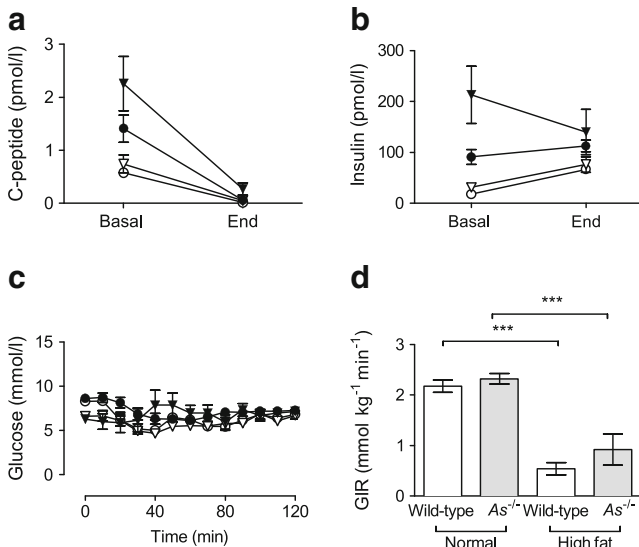 a
C-peptide (pmol/l)
3
2
1
0
Basal End
b
Insulin (pmol/l)
300
200
100
0
Basal End
c
Glucose (mmol/l)
15
10
5
0
0 40 80 120
Time (min)
d
GIR (mmol kg⁻¹ min⁻¹)
3
2
1
0
***
***
Wild-type As⁻/⁻ Wild-type As⁻/⁻
Normal High fat